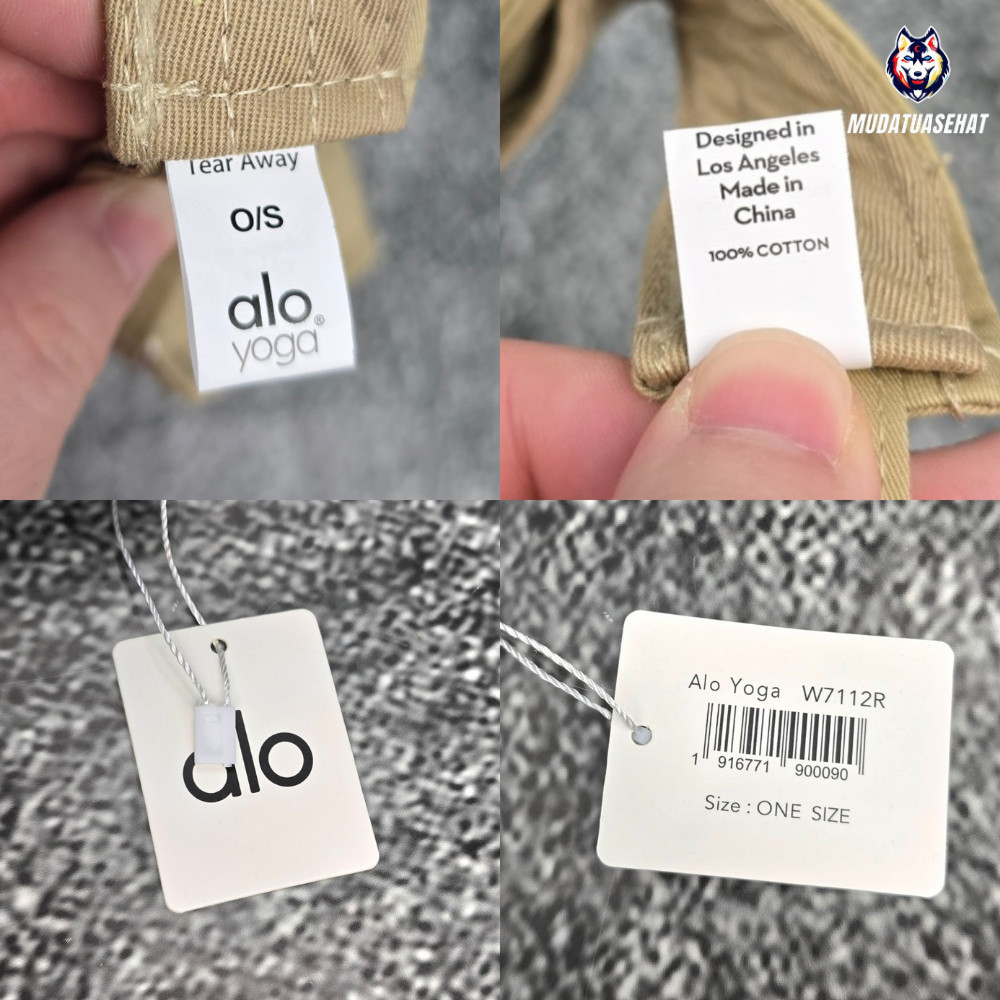 Tear Away
O/S
alo®
yoga
MUDATUASEHAT
Designed in
Los Angeles
Made in
China
100% COTTON
alo
Alo Yoga W7112R
1 916771 900090
Size : ONE SIZE